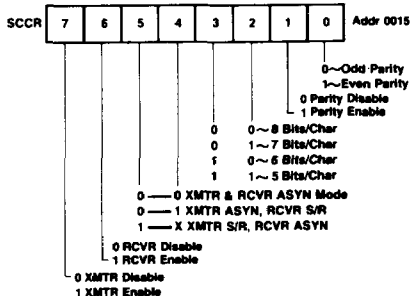 SCCR 7 6 5 4 3 2 1 0 Addr 0015
0~Odd Parity
1~Even Parity
0 Parity Disable
1 Parity Enable
0 0~8 Bits/Char
0 1~7 Bits/Char
1 0~6 Bits/Char
1 1~5 Bits/Char
0 0 XMTR & RCVR ASYN Mode
0 1 XMTR ASYN, RCVR S/R
1 X XMTR S/R, RCVR ASYN
0 RCVR Disable
1 RCVR Enable
0 XMTR Disable
1 XMTR Enable